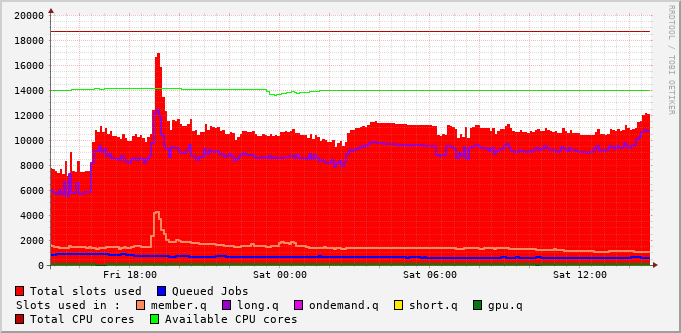 20000
18000
16000
14000
12000
10000
8000
6000
4000
2000
0
Fri 18:00 Sat 00:00 Sat 06:00 Sat 12:00
Total slots used Queued Jobs
Slots used in : member.q long.q ondemand.q short.q gpu.q
Total CPU cores Available CPU cores
RRDTOOL / TOBI OETIKER